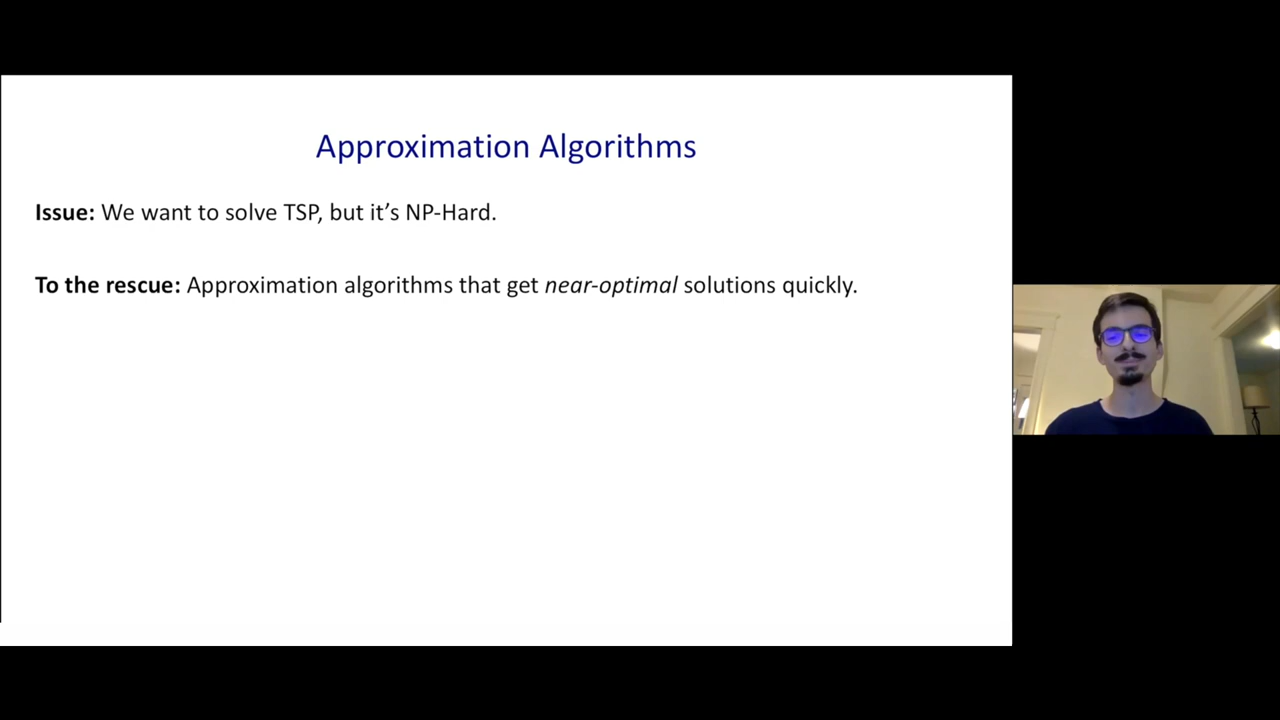 Approximation Algorithms
Issue: We want to solve TSP, but it’s NP-Hard.
To the rescue: Approximation algorithms that get near-optimal solutions quickly.